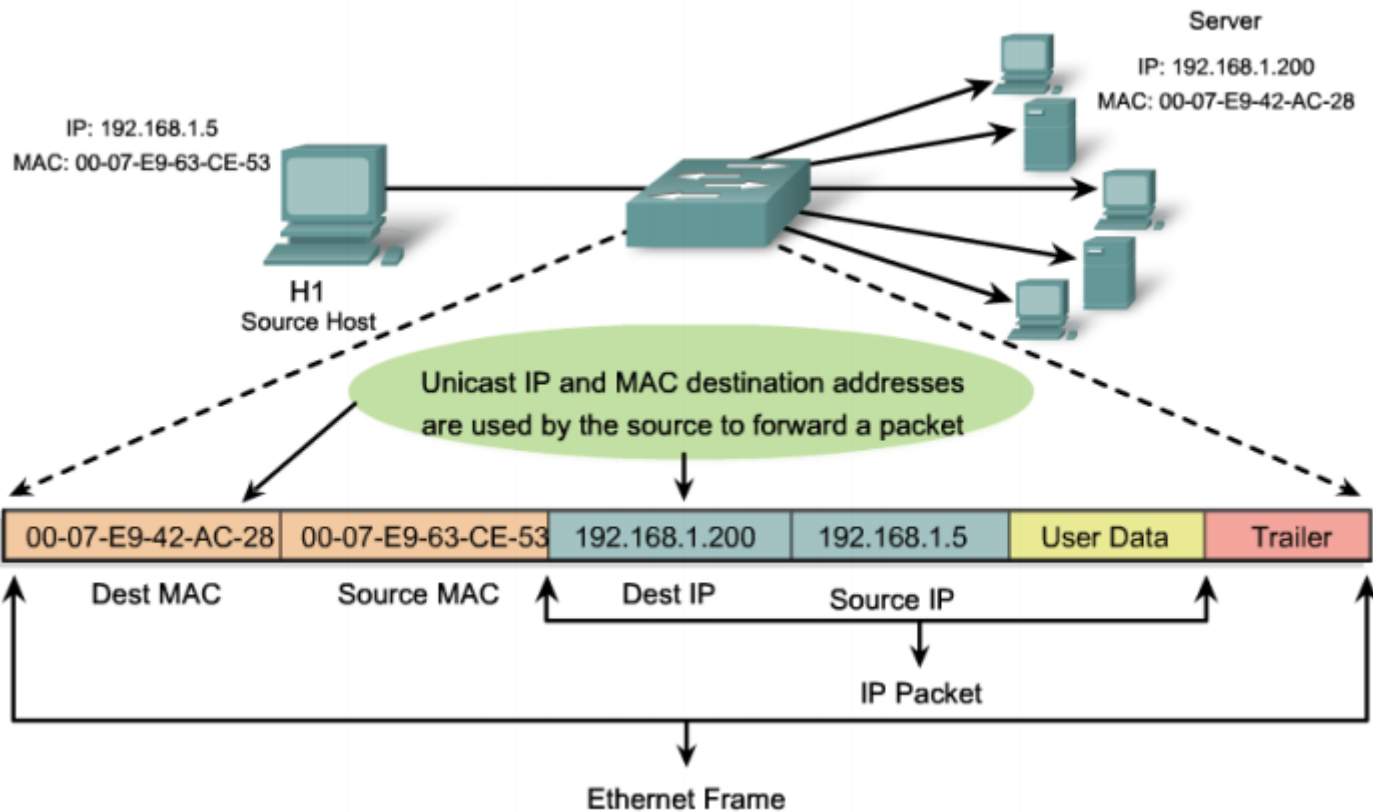 Server
IP: 192.168.1.200
MAC: 00-07-E9-42-AC-28
IP: 192.168.1.5
MAC: 00-07-E9-63-CE-53
H1
Source Host
Unicast IP and MAC destination addresses
are used by the source to forward a packet
00-07-E9-42-AC-28 00-07-E9-63-CE-53 192.168.1.200 192.168.1.5 User Data Trailer
Dest MAC Source MAC Dest IP Source IP
IP Packet
Ethernet Frame